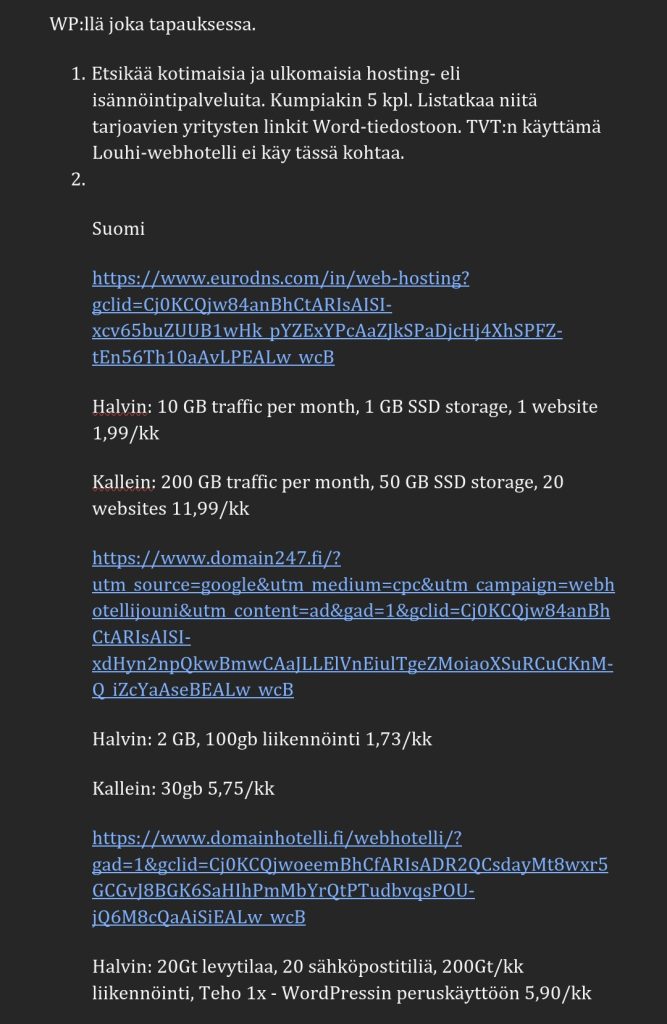 WP:llä joka tapauksessa.
1. Etsikää kotimaisia ja ulkomaisia hosting- eli
isännöintipalveluita. Kumpiakin 5 kpl. Listatkaa niitä
tarjoavien yritysten linkit Word-tiedostoon. TVT:n käyttämä
Louhi-webhotelli ei käy tässä kohtaa.
2.
Suomi
https://www.eurodns.com/in/web-hosting?
gclid=Cj0KCQjw84anBhCtARIsAISI-
xcv65buZUUB1wHk_pYZExYPcAaZJkSPaDjcHj4XhSPFZ-
tEn56Th10aAvLPEALw_wcB
Halvin: 10 GB traffic per month, 1 GB SSD storage, 1 website
1,99/kk
Kallein: 200 GB traffic per month, 50 GB SSD storage, 20
websites 11,99/kk
https://www.domain247.fi/?
utm_source=google&utm_medium=cpc&utm_campaign=webh
otellijouni&utm_content=ad&gad=1&gclid=Cj0KCQjw84anBh
CtARIsAISI-
xdHyn2npQkwBmwCAaJLLElVnEiulTgeZMoiaoXSuRCuCKnM-
Q_iZcYaAseBEALw_wcB
Halvin: 2 GB, 100gb liikennöinti 1,73/kk
Kallein: 30gb 5,75/kk
https://www.domainhotelli.fi/webhotelli/?
gad=1&gclid=Cj0KCQjwoeemBhCfARIsADR2QCsdayMt8wxr5
GCGvJ8BGK6SaHIhPmMbYrQtPTudbvqsPOU-
jQ6M8cQaAiSiEALw_wcB
Halvin: 20Gt levytilaa, 20 sähköpostitiliä, 200Gt/kk
liikennöinti, Teho 1x - WordPressin peruskäyttöön 5,90/kk